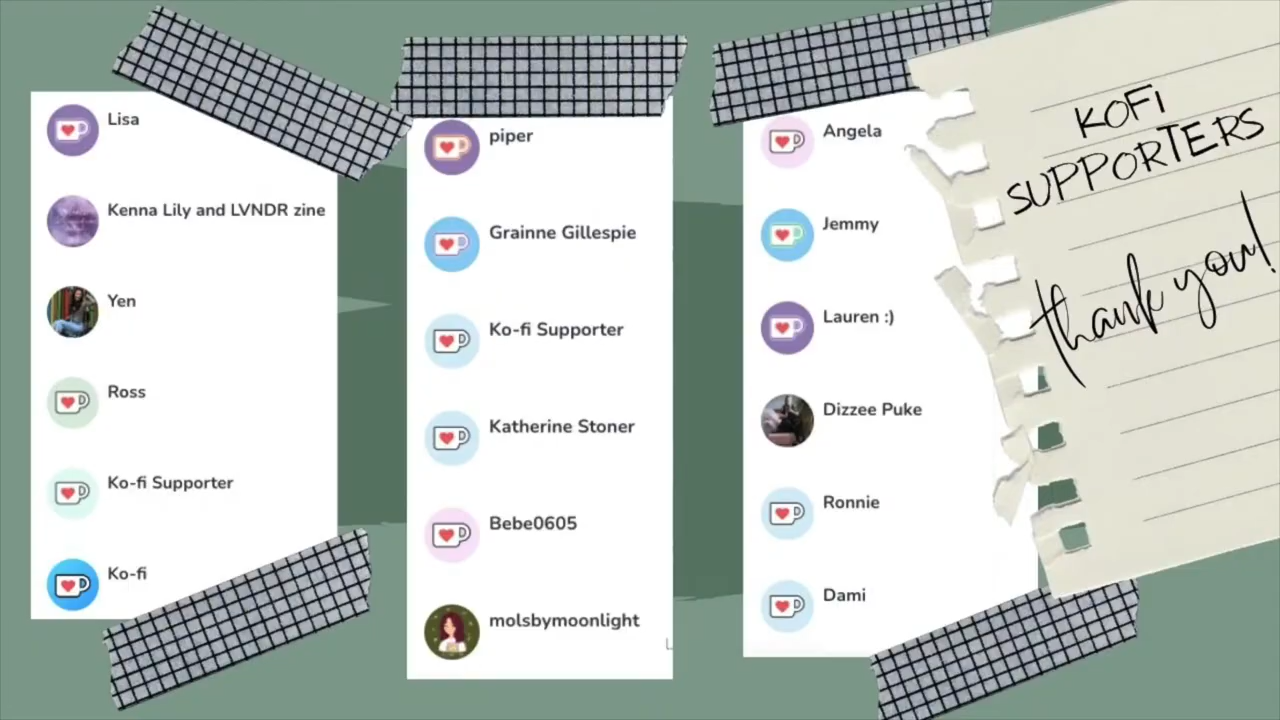 Lisa
Kenna Lily and LVNDR zine
Yen
Ross
Ko-fi Supporter
Ko-fi
piper
Grainne Gillespie
Ko-fi Supporter
Katherine Stoner
Bebe0605
molsbymoonlight
Angela
Jemmy
Lauren :)
Dizzee Puke
Ronnie
Dami
KOFi
SUPPORTERS
thank you!